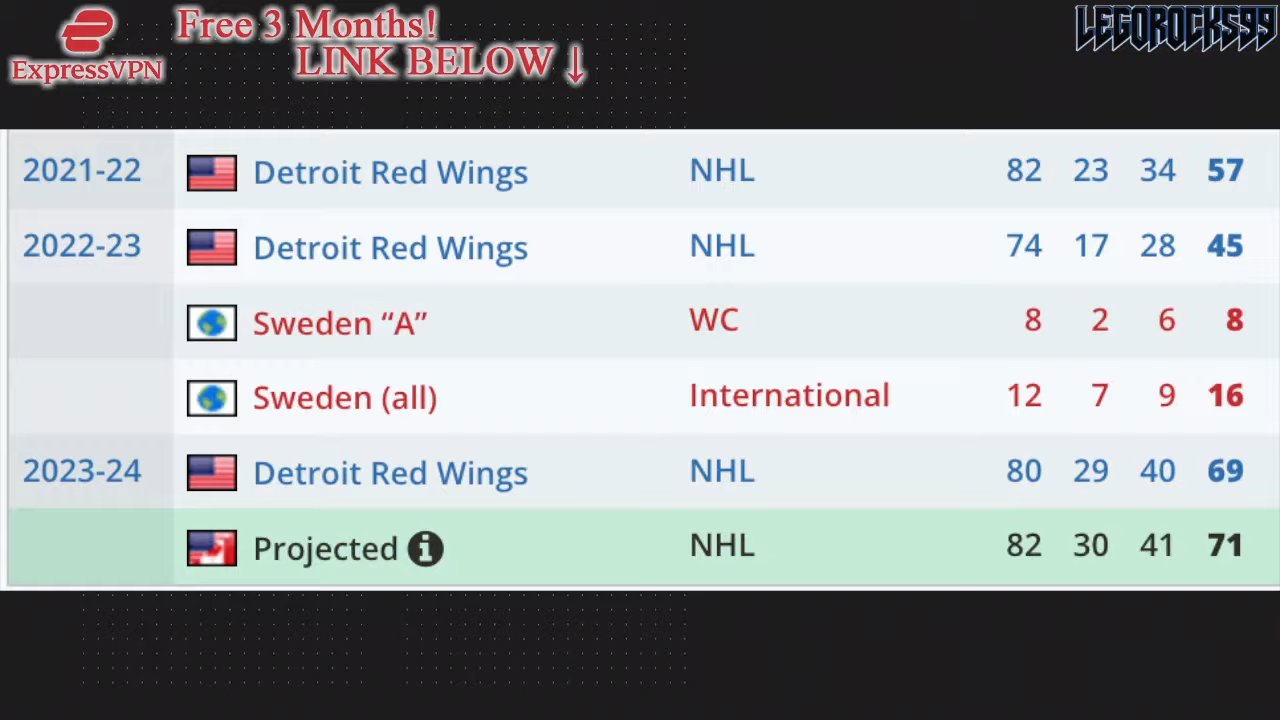 ExpressVPN
Free 3 Months!
LINK BELOW ↓
LEGOROCKS99
2021-22 Detroit Red Wings NHL 82 23 34 57
2022-23 Detroit Red Wings NHL 74 17 28 45
Sweden “A” WC 8 2 6 8
Sweden (all) International 12 7 9 16
2023-24 Detroit Red Wings NHL 80 29 40 69
Projected i NHL 82 30 41 71